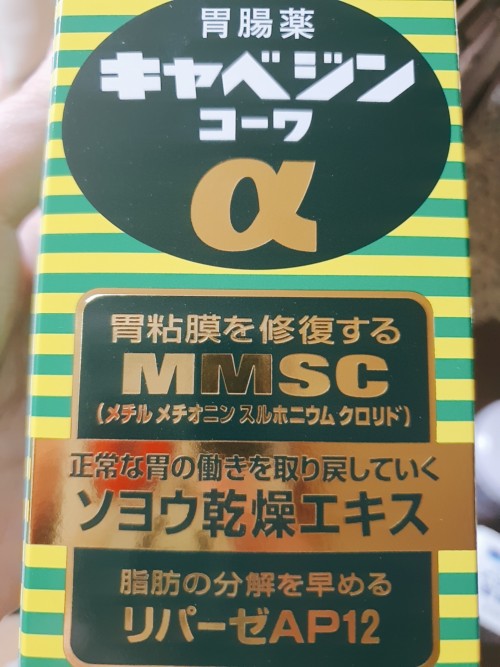 胃腸薬
キャベジン
コーワ
α
胃粘膜を修復する
MMSC
(メチル メチオニン スルホニウム クロリド)
正常な胃の働きを取り戻していく
ソヨウ乾燥エキス
脂肪の分解を早める
リパーゼAP12